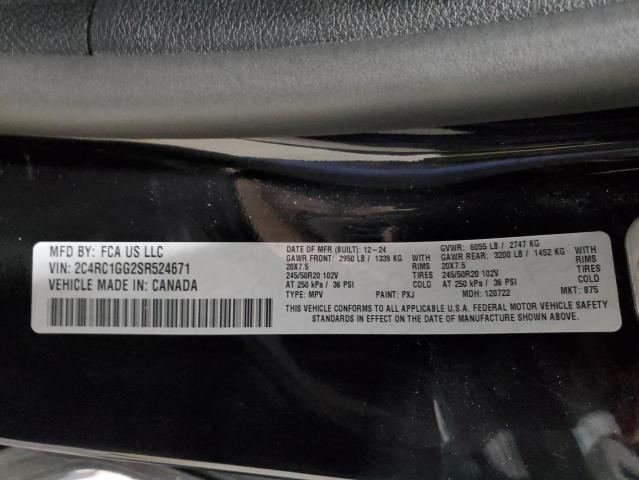 MFD BY: FCA US LLC
VIN: 2C4RC1GG2SR524671
VEHICLE MADE IN: CANADA
DATE OF MFR (BUILT): 12-24 GVWR: 6055 LB / 2747 KG
GAWR FRONT: 2950 LB / 1339 KG WITH GAWR REAR: 3200 LB / 1452 KG WITH
20X7.5 RIMS 20X7.5 RIMS
245/50R20 102V TIRES 245/50R20 102V TIRES
AT 250 kPa / 36 PSI COLD AT 250 kPa / 36 PSI COLD
TYPE: MPV PAINT: PXJ MDH: 120722 MKT: 875
THIS VEHICLE CONFORMS TO ALL APPLICABLE U.S.A. FEDERAL MOTOR VEHICLE SAFETY
STANDARDS IN EFFECT ON THE DATE OF MANUFACTURE SHOWN ABOVE.